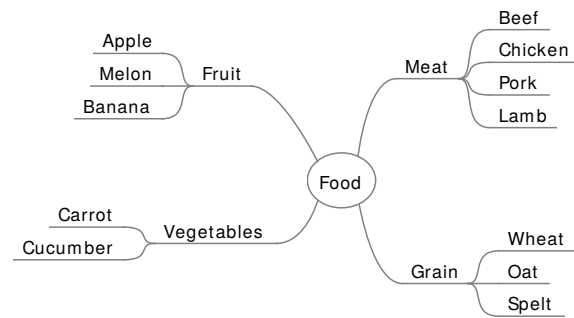 Apple
Melon
Banana
Fruit
Carrot
Cucumber
Vegetables
Food
Meat
Beef
Chicken
Pork
Lamb
Grain
Wheat
Oat
Spelt